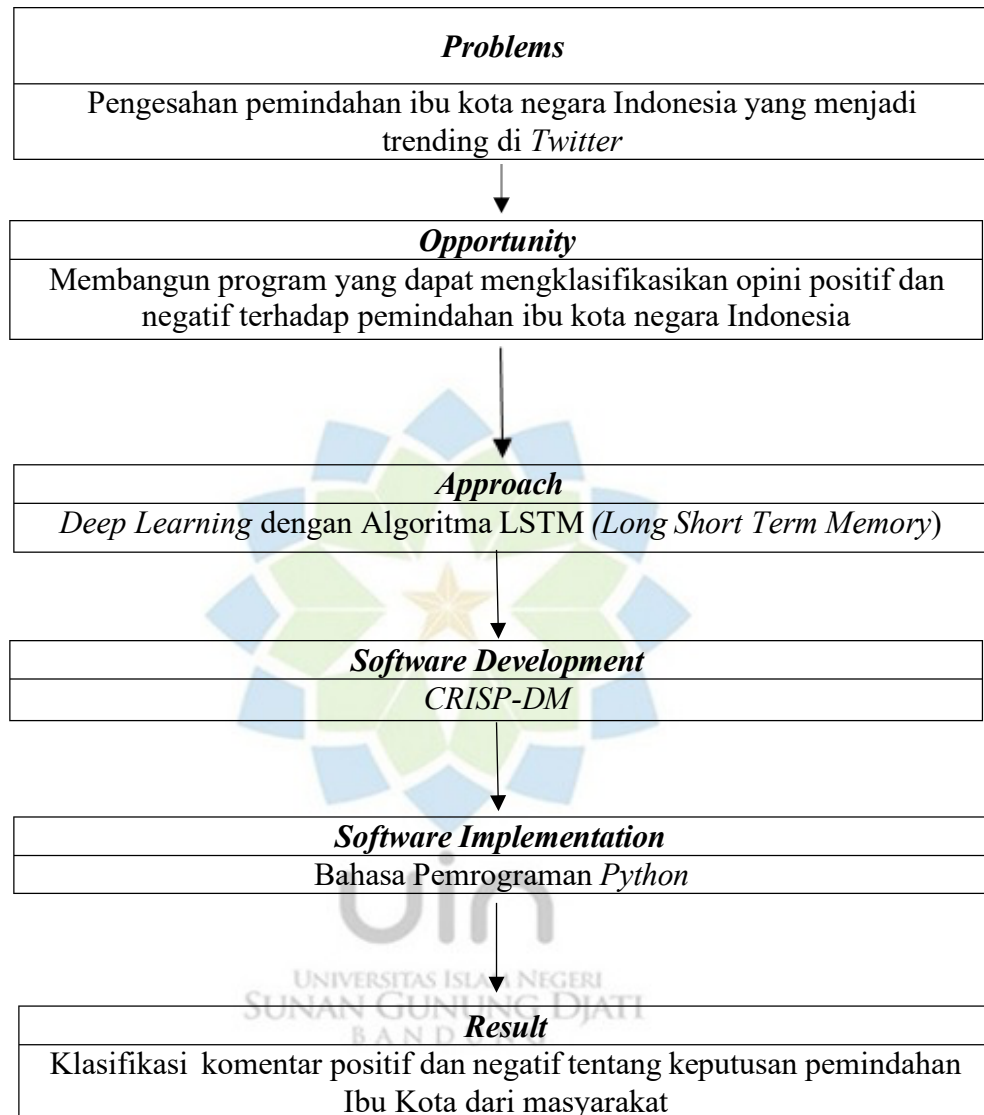 Problems
Pengesahan pemindahan ibu kota negara Indonesia yang menjadi
trending di Twitter
Opportunity
Membangun program yang dapat mengklasifikasikan opini positif dan
negatif terhadap pemindahan ibu kota negara Indonesia
Approach
Deep Learning dengan Algoritma LSTM (Long Short Term Memory)
Software Development
CRISP-DM
Software Implementation
Bahasa Pemrograman Python
uin
UNIVERSITAS ISLAM NEGERI
SUNAN GUNUNG DJATI
BANDUNG
Result
Klasifikasi komentar positif dan negatif tentang keputusan pemindahan
Ibu Kota dari masyarakat